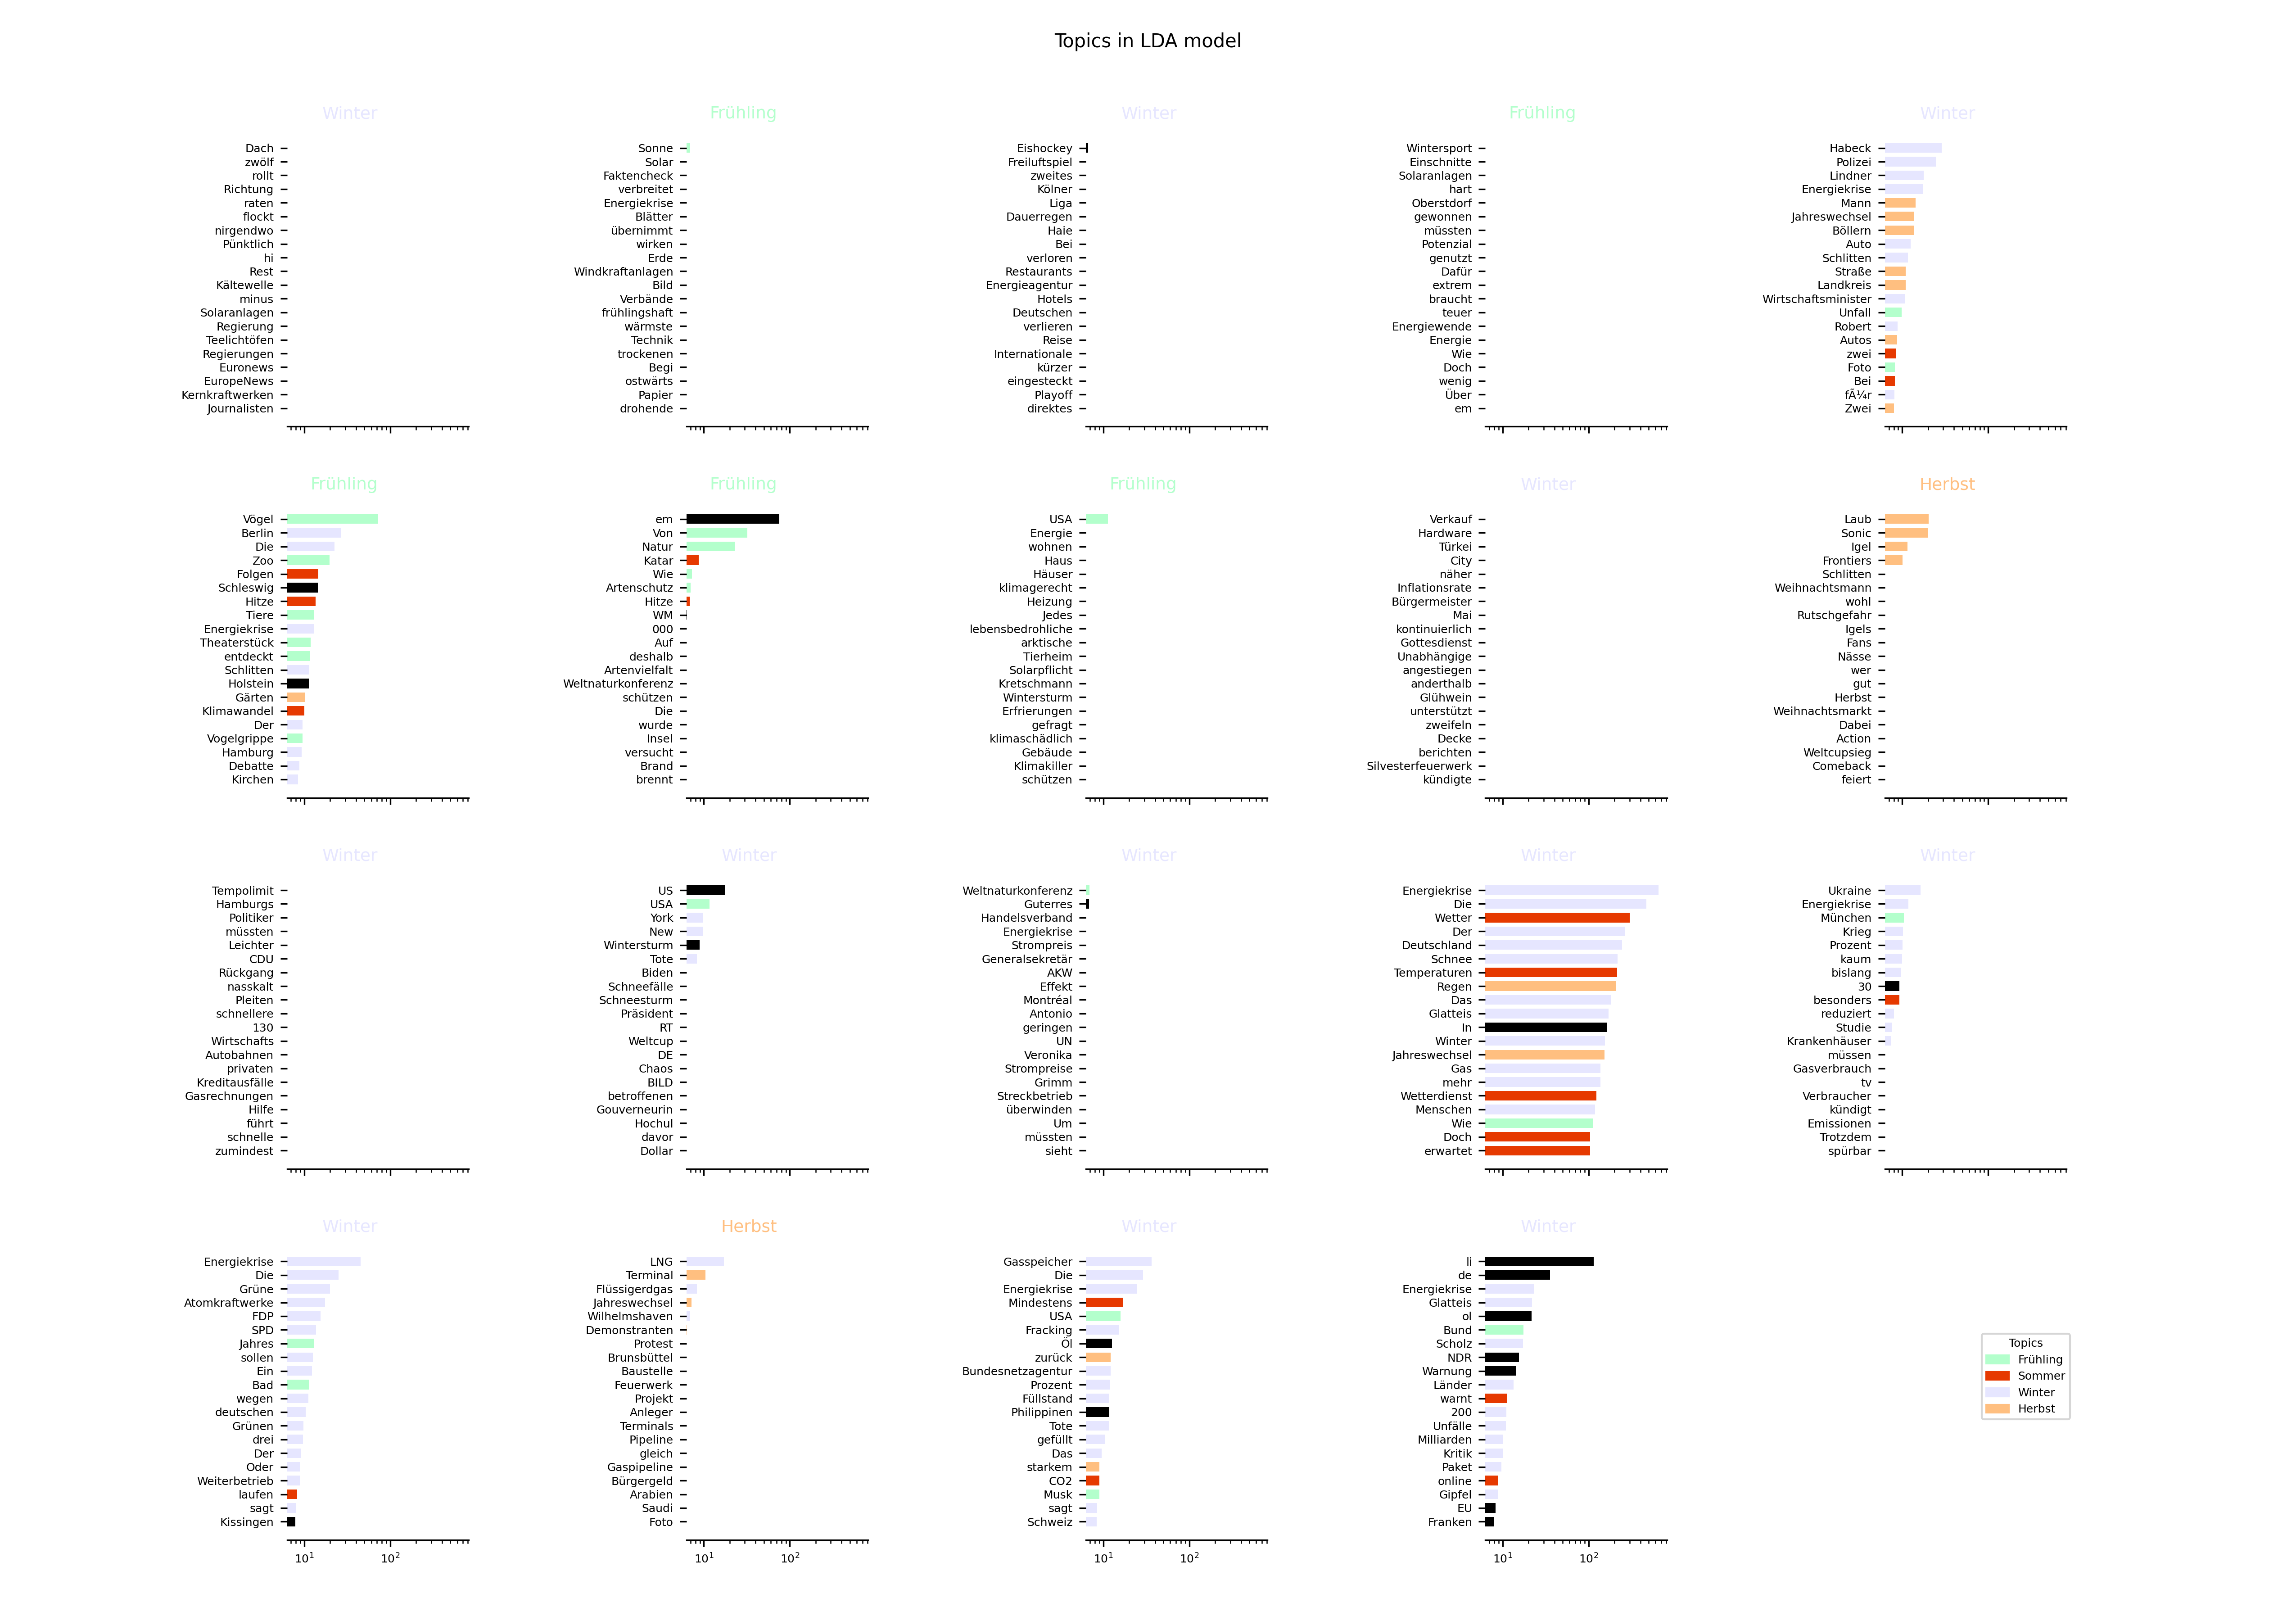 Topics in LDA model
Winter
Dach
zwölf
rollt
Richtung
raten
flockt
nirgendwo
Pünktlich
hi
Rest
Kältewelle
minus
Solaranlagen
Regierung
Teelichtöfen
Regierungen
Euronews
EuropeNews
Kernkraftwerken
Journalisten
Frühling
Sonne
Solar
Faktencheck
verbreitet
Energiekrise
Blätter
übernimmt
wirken
Erde
Windkraftanlagen
Bild
Verbände
frühlingshaft
wärmste
Technik
trockenen
Begi
ostwärts
Papier
drohende
Winter
Eishockey
Freiluftspiel
zweites
Kölner
Liga
Dauerregen
Haie
Bei
verloren
Restaurants
Energieagentur
Hotels
Deutschen
verlieren
Reise
Internationale
kürzer
eingesteckt
Playoff
direktes
Frühling
Wintersport
Einschnitte
Solaranlagen
hart
Oberstdorf
gewonnen
müssten
Potenzial
genutzt
Dafür
extrem
braucht
teuer
Energiewende
Energie
Wie
Doch
wenig
Über
em
Winter
Habeck
Polizei
Lindner
Energiekrise
Mann
Jahreswechsel
Böllern
Auto
Schlitten
Straße
Landkreis
Wirtschaftsminister
Unfall
Robert
Autos
zwei
Foto
Bei
fÃ¼r
Zwei
Frühling
Vögel
Berlin
Die
Zoo
Folgen
Schleswig
Hitze
Tiere
Energiekrise
Theaterstück
entdeckt
Schlitten
Holstein
Gärten
Klimawandel
Der
Vogelgrippe
Hamburg
Debatte
Kirchen
Frühling
em
Von
Natur
Katar
Wie
Artenschutz
Hitze
WM
000
Auf
deshalb
Artenvielfalt
Weltnaturkonferenz
schützen
Die
wurde
Insel
versucht
Brand
brennt
Frühling
USA
Energie
wohnen
Haus
Häuser
klimagerecht
Heizung
Jedes
lebensbedrohliche
arktische
Tierheim
Solarpflicht
Kretschmann
Wintersturm
Erfrierungen
gefragt
klimaschädlich
Gebäude
Klimakiller
schützen
Winter
Verkauf
Hardware
Türkei
City
näher
Inflationsrate
Bürgermeister
Mai
kontinuierlich
Gottesdienst
Unabhängige
angestiegen
anderthalb
Glühwein
unterstützt
zweifeln
Decke
berichten
Silvesterfeuerwerk
kündigte
Herbst
Laub
Sonic
Igel
Frontiers
Schlitten
Weihnachtsmann
wohl
Rutschgefahr
Igels
Fans
Nässe
wer
gut
Herbst
Weihnachtsmarkt
Dabei
Action
Weltcupsieg
Comeback
feiert
Winter
Tempolimit
Hamburgs
Politiker
müssten
Leichter
CDU
Rückgang
nasskalt
Pleiten
schnellere
130
Wirtschafts
Autobahnen
privaten
Kreditausfälle
Gasrechnungen
Hilfe
führt
schnelle
zumindest
Winter
US
USA
York
New
Wintersturm
Tote
Biden
Schneefälle
Schneesturm
Präsident
RT
Weltcup
DE
Chaos
BILD
betroffenen
Gouverneurin
Hochul
davor
Dollar
Winter
Weltnaturkonferenz
Guterres
Handelsverband
Energiekrise
Strompreis
Generalsekretär
AKW
Effekt
Montréal
Antonio
geringen
UN
Veronika
Strompreise
Grimm
Streckbetrieb
überwinden
Um
müssten
sieht
Winter
Energiekrise
Die
Wetter
Der
Deutschland
Schnee
Temperaturen
Regen
Das
Glatteis
In
Winter
Jahreswechsel
Gas
mehr
Wetterdienst
Menschen
Wie
Doch
erwartet
Winter
Ukraine
Energiekrise
München
Krieg
Prozent
kaum
bislang
30
besonders
reduziert
Studie
Krankenhäuser
müssen
Gasverbrauch
tv
Verbraucher
kündigt
Emissionen
Trotzdem
spürbar
Winter
Energiekrise
Die
Grüne
Atomkraftwerke
FDP
SPD
Jahres
sollen
Ein
Bad
wegen
deutschen
Grünen
drei
Der
Oder
Weiterbetrieb
laufen
sagt
Kissingen
10¹ 10²
Herbst
LNG
Terminal
Flüssigerdgas
Jahreswechsel
Wilhelmshaven
Demonstranten
Protest
Brunsbüttel
Baustelle
Feuerwerk
Projekt
Anleger
Terminals
Pipeline
gleich
Gaspipeline
Bürgergeld
Arabien
Saudi
Foto
10¹ 10²
Winter
Gasspeicher
Die
Energiekrise
Mindestens
USA
Fracking
Öl
zurück
Bundesnetzagentur
Prozent
Füllstand
Philippinen
Tote
gefüllt
Das
starkem
CO2
Musk
sagt
Schweiz
10¹ 10²
Winter
li
de
Energiekrise
Glatteis
ol
Bund
Scholz
NDR
Warnung
Länder
warnt
200
Unfälle
Milliarden
Kritik
Paket
online
Gipfel
EU
Franken
10¹ 10²
Topics
Frühling
Sommer
Winter
Herbst